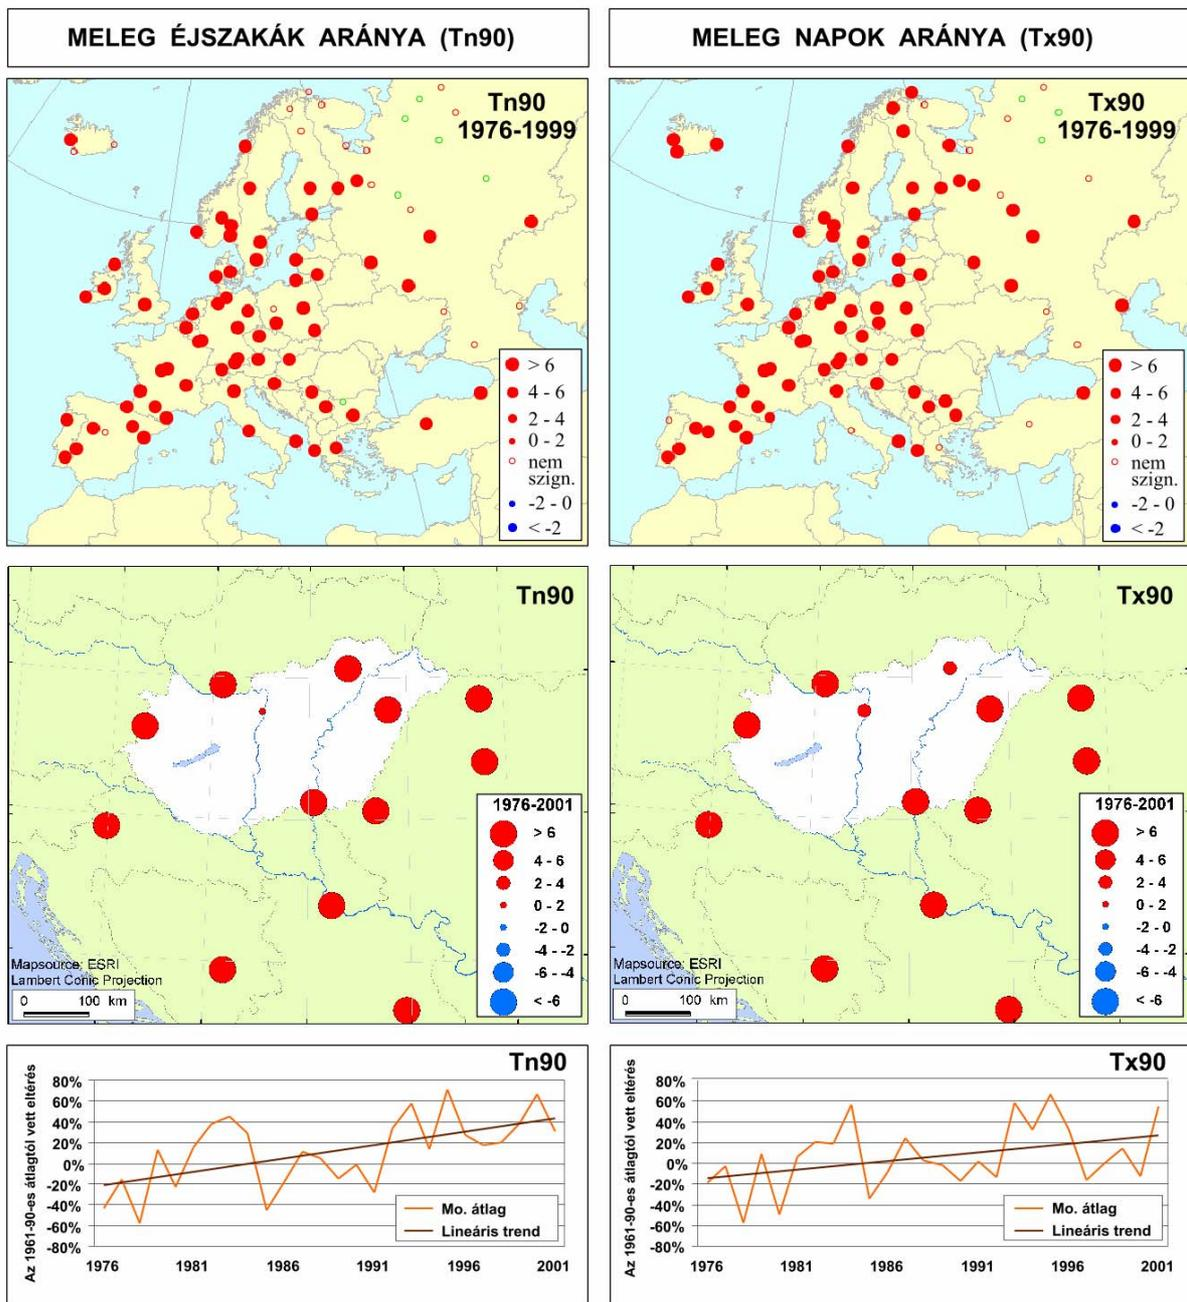 MELEG ÉJSZAKÁK ARÁNYA (Tn90)
MELEG NAPOK ARÁNYA (Tx90)
Tn90
1976-1999
> 6
4 - 6
2 - 4
0 - 2
nem
szign.
-2 - 0
< -2
Tx90
1976-1999
> 6
4 - 6
2 - 4
0 - 2
nem
szign.
-2 - 0
< -2
Tn90
1976-2001
> 6
4 - 6
2 - 4
0 - 2
-2 - 0
-4 - -2
-6 - -4
< -6
Mapsource: ESRI
Lambert Conic Projection
0 100 km
Tx90
1976-2001
> 6
4 - 6
2 - 4
0 - 2
-2 - 0
-4 - -2
-6 - -4
< -6
Mapsource: ESRI
Lambert Conic Projection
0 100 km
Tn90
Az 1961-90-es átlagtól vett eltérés
80%
60%
40%
20%
0%
-20%
-40%
-60%
-80%
Mo. átlag
Lineáris trend
1976 1981 1986 1991 1996 2001
Tx90
Az 1961-90-es átlagtól vett eltérés
80%
60%
40%
20%
0%
-20%
-40%
-60%
-80%
Mo. átlag
Lineáris trend
1976 1981 1986 1991 1996 2001